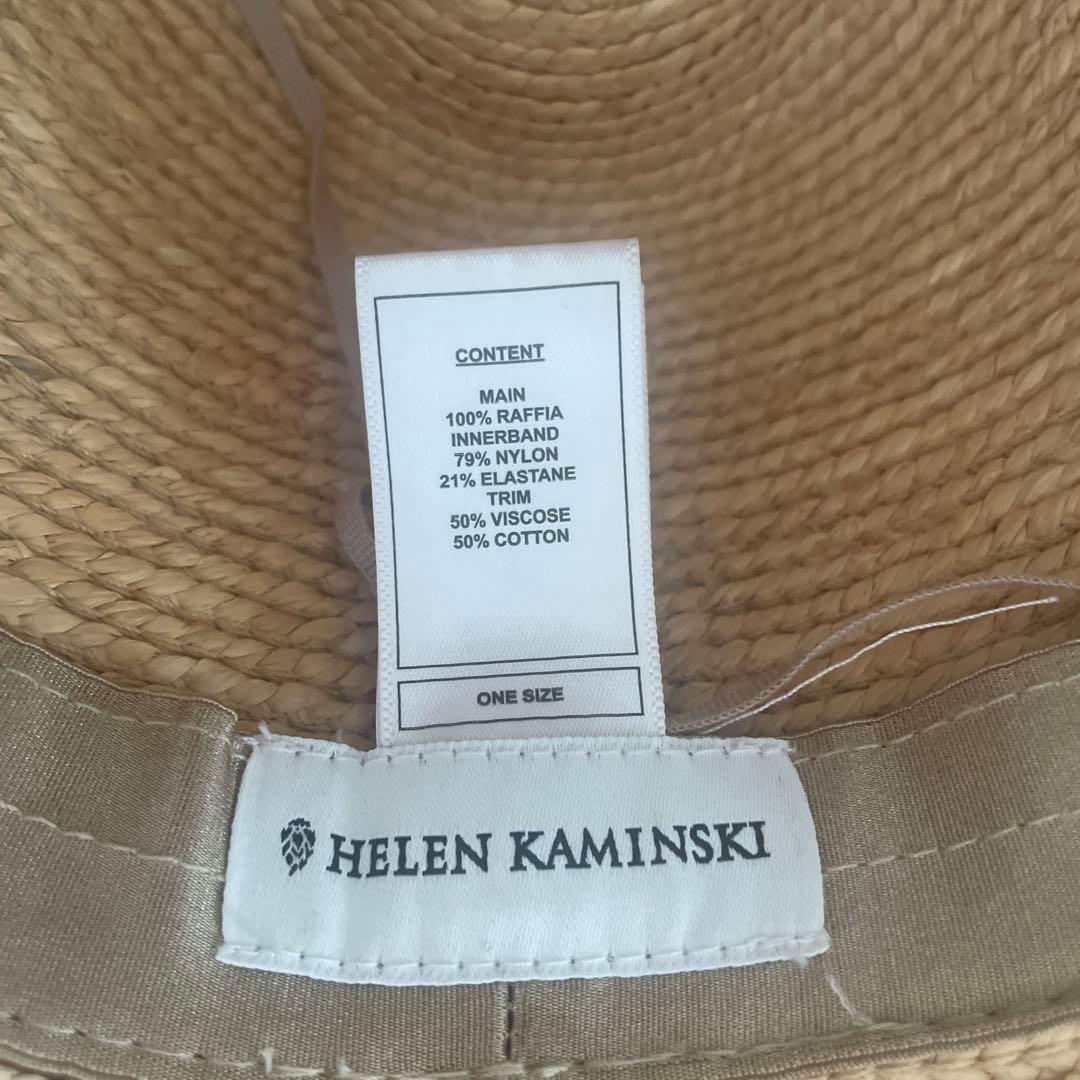 CONTENT
MAIN
100% RAFFIA
INNERBAND
79% NYLON
21% ELASTANE
TRIM
50% VISCOSE
50% COTTON
ONE SIZE
HELEN KAMINSKI